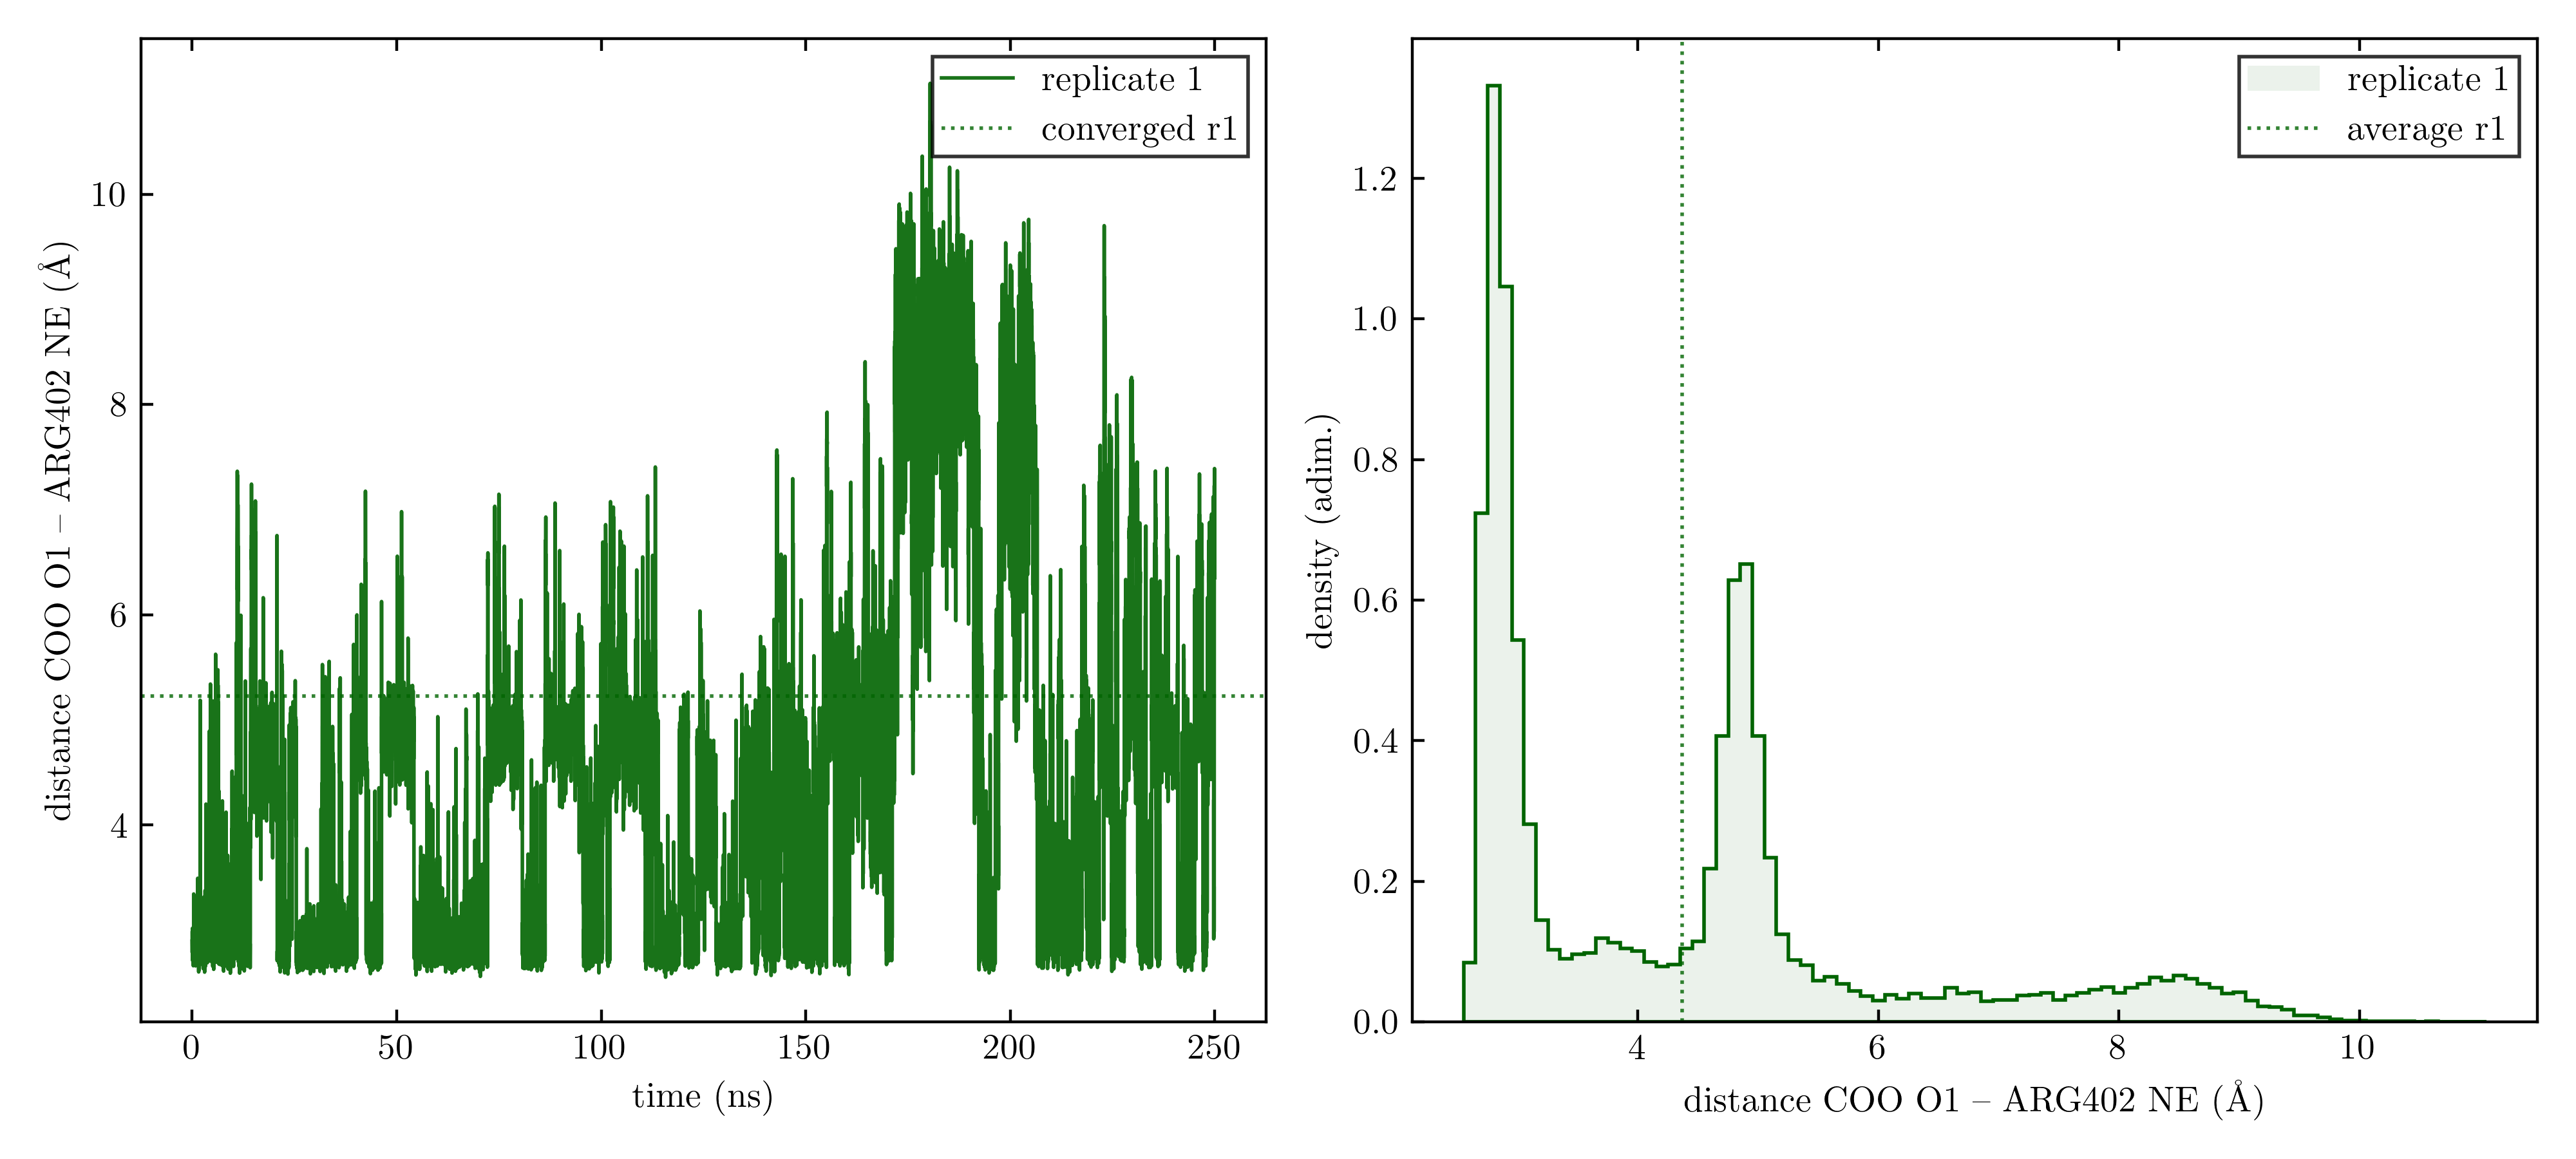 distance COO O1 – ARG402 NE (Å)
10
8
6
4
0
50
100
150
200
250
time (ns)
replicate 1
converged r1
density (adim.)
1.2
1.0
0.8
0.6
0.4
0.2
0.0
4
6
8
10
distance COO O1 – ARG402 NE (Å)
replicate 1
average r1